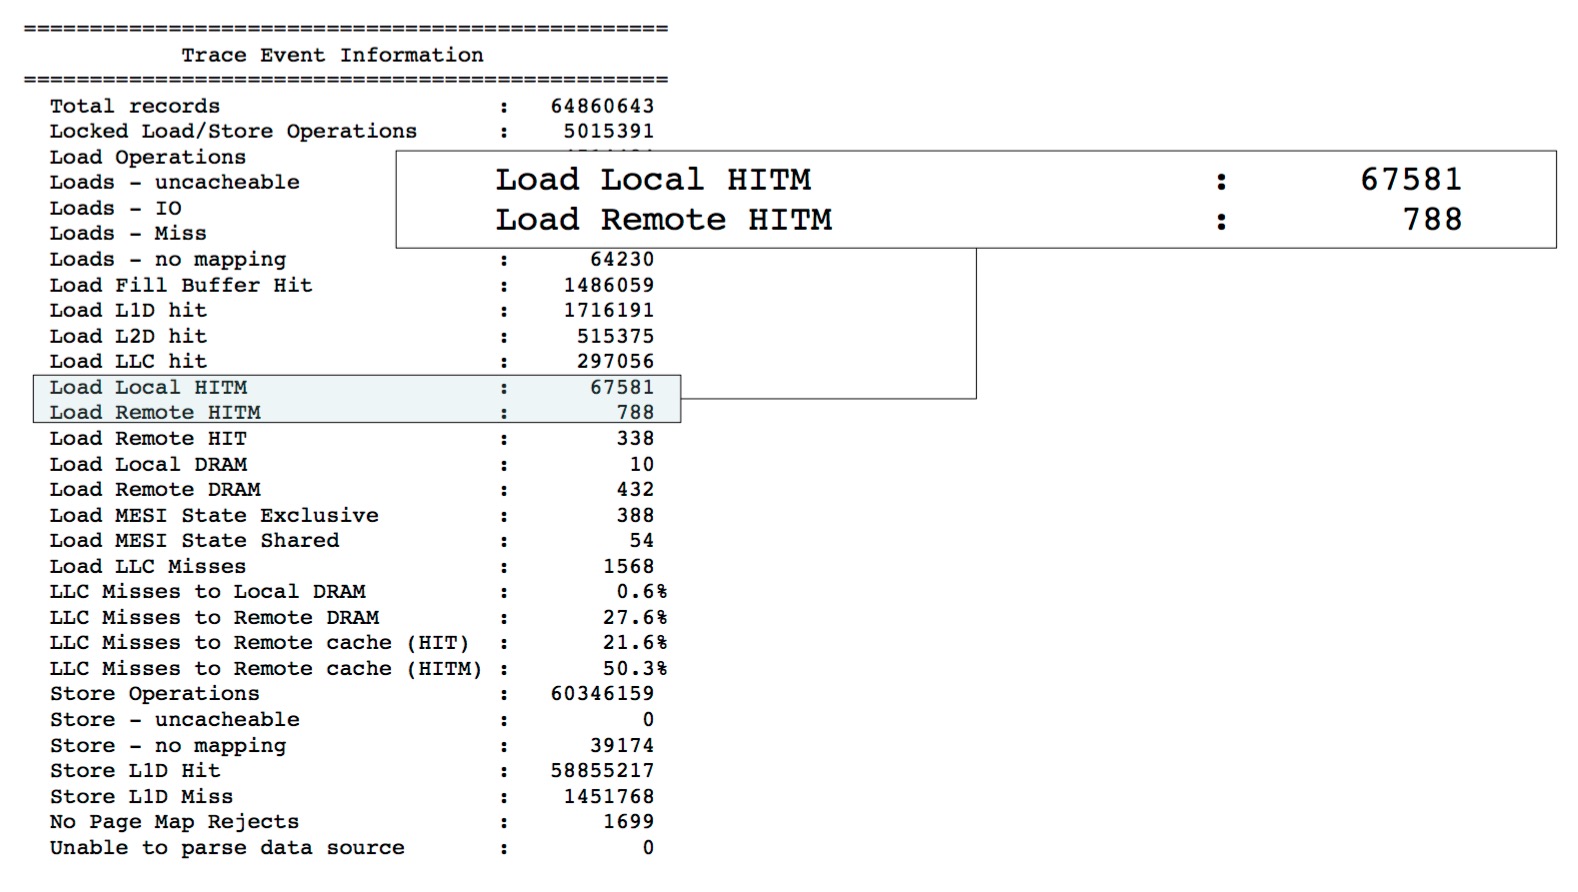 =================================================
Trace Event Information
=================================================
Total records : 64860643
Locked Load/Store Operations : 5015391
Load Operations
Loads - uncacheable
Loads - IO
Loads - Miss
Loads - no mapping : 64230
Load Fill Buffer Hit : 1486059
Load L1D hit : 1716191
Load L2D hit : 515375
Load LLC hit : 297056
Load Local HITM : 67581
Load Remote HITM : 788
Load Remote HIT : 338
Load Local DRAM : 10
Load Remote DRAM : 432
Load MESI State Exclusive : 388
Load MESI State Shared : 54
Load LLC Misses : 1568
LLC Misses to Local DRAM : 0.6%
LLC Misses to Remote DRAM : 27.6%
LLC Misses to Remote cache (HIT) : 21.6%
LLC Misses to Remote cache (HITM) : 50.3%
Store Operations : 60346159
Store - uncacheable : 0
Store - no mapping : 39174
Store L1D Hit : 58855217
Store L1D Miss : 1451768
No Page Map Rejects : 1699
Unable to parse data source : 0
Load Local HITM : 67581
Load Remote HITM : 788